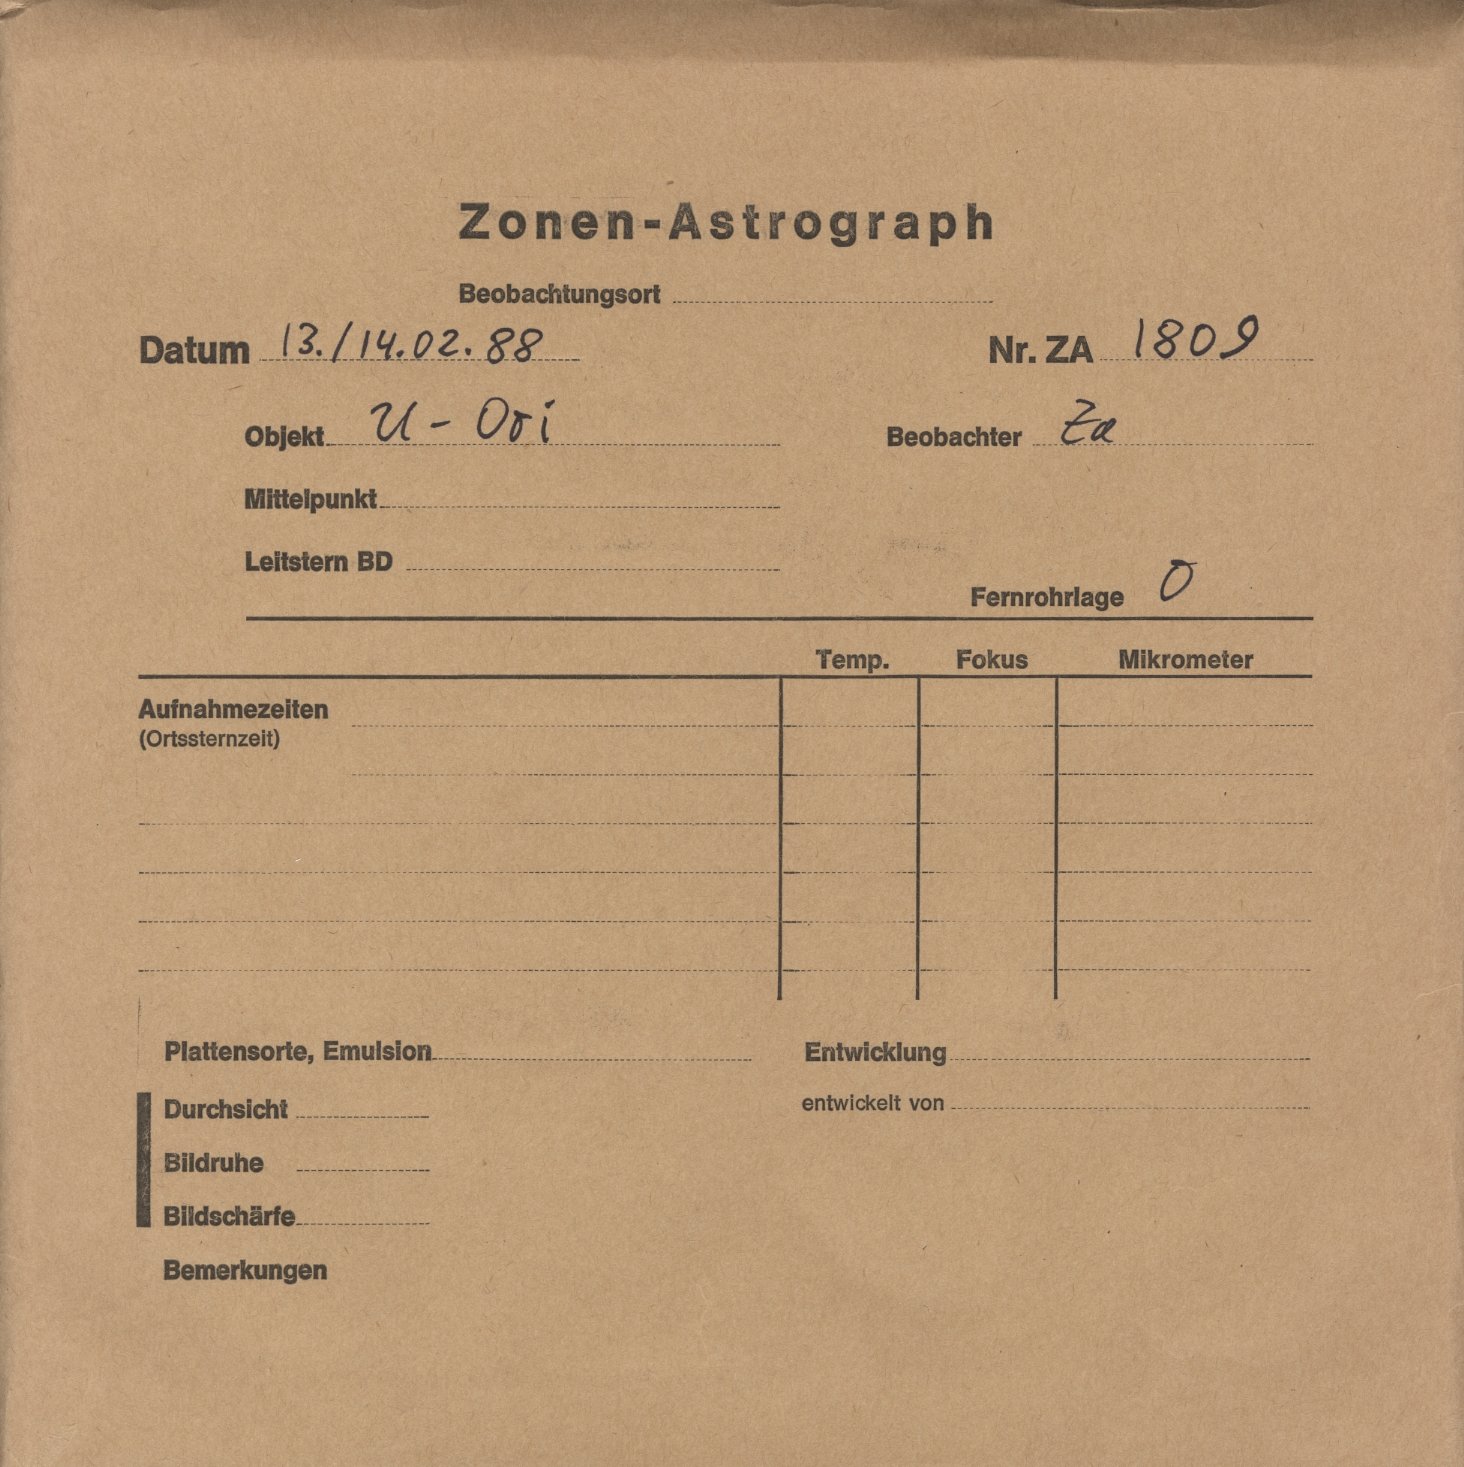 Zonen-Astrograph
Beobachtungsort
Datum 13./14.02.88 Nr. ZA 1809
Objekt U - Ori Beobachter Za
Mittelpunkt
Leitstern BD
Fernrohrlage O
Temp. Fokus Mikrometer
Aufnahmezeiten
(Ortssternzeit)
Plattensorte, Emulsion Entwicklung
Durchsicht entwickelt von
Bildruhe
Bildschärfe
Bemerkungen